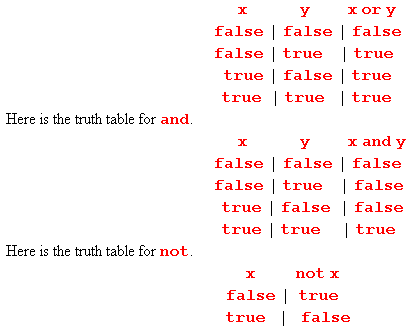 x y x or y
false | false | false
false | true | true
true | false | true
true | true | true
Here is the truth table for and.
x y x and y
false | false | false
false | true | false
true | false | false
true | true | true
Here is the truth table for not.
x not x
false | true
true | false